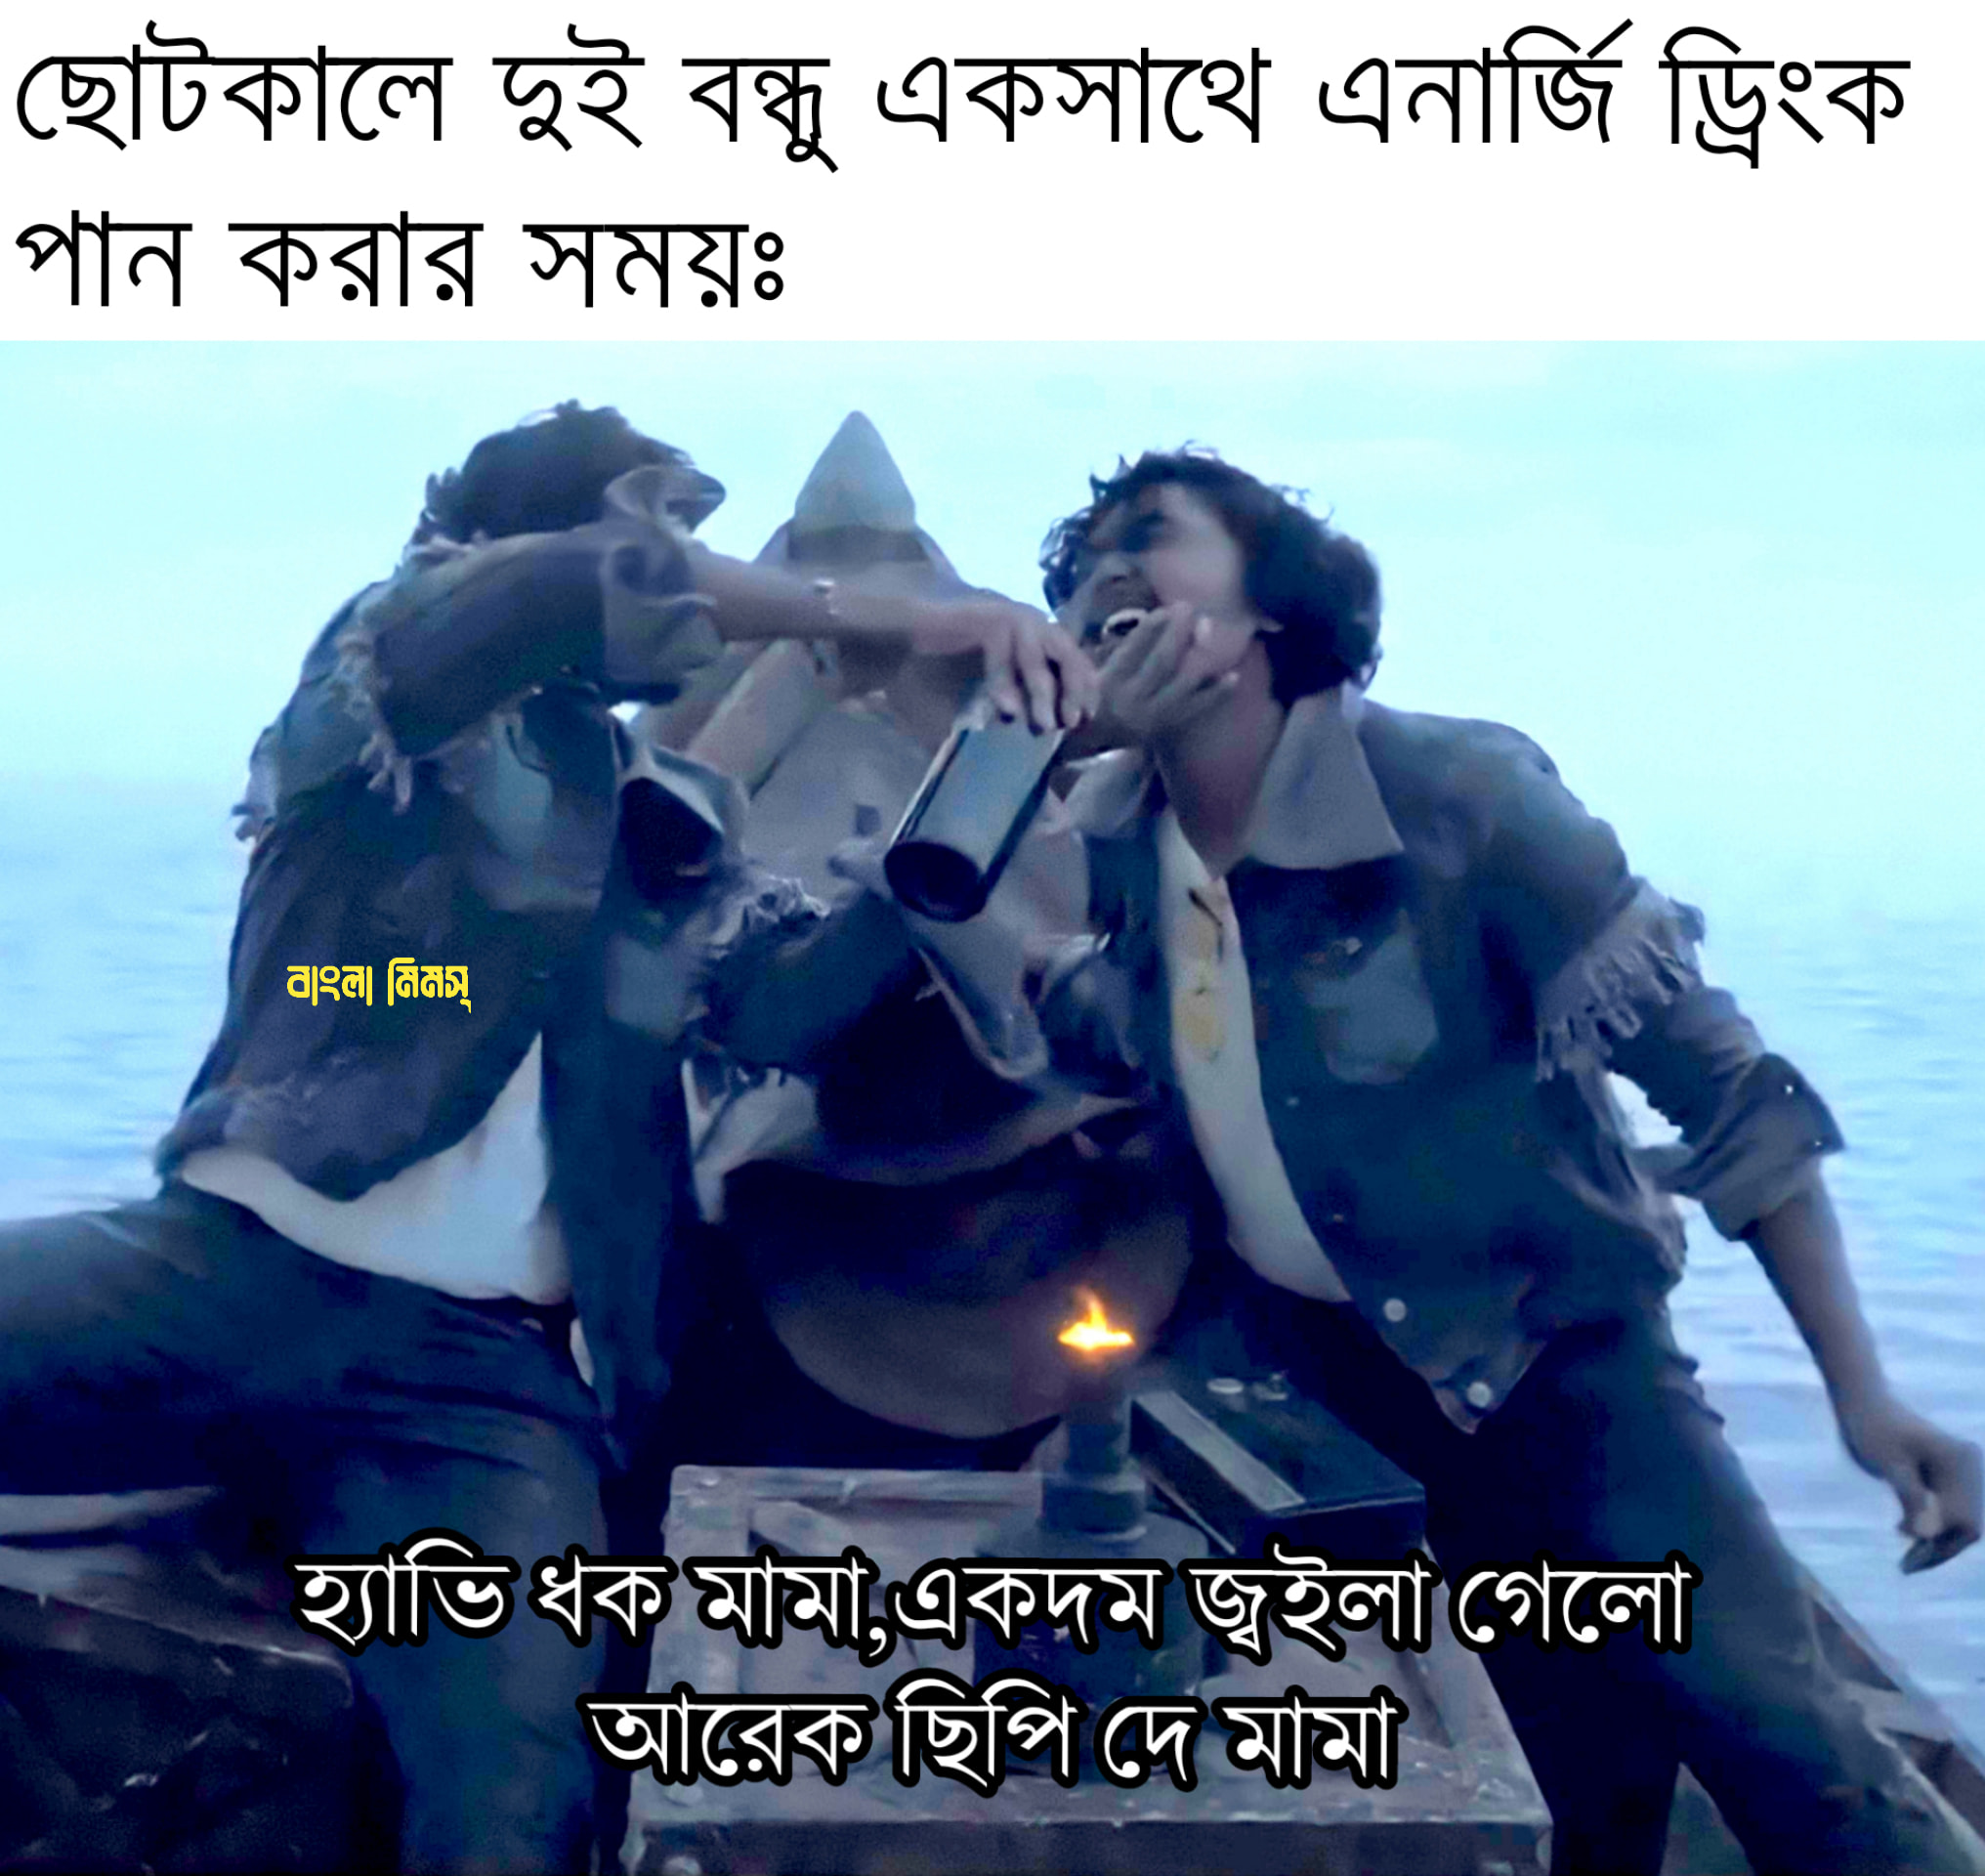 ছোটকালে দুই বন্ধু একসাথে এনার্জি ড্রিংক
পান করার সময়ঃ
বাংলা মিমস্
হ্যাভি ধক মামা,একদম জ্বইলা গেলো
আরেক ছিপি দে মামা